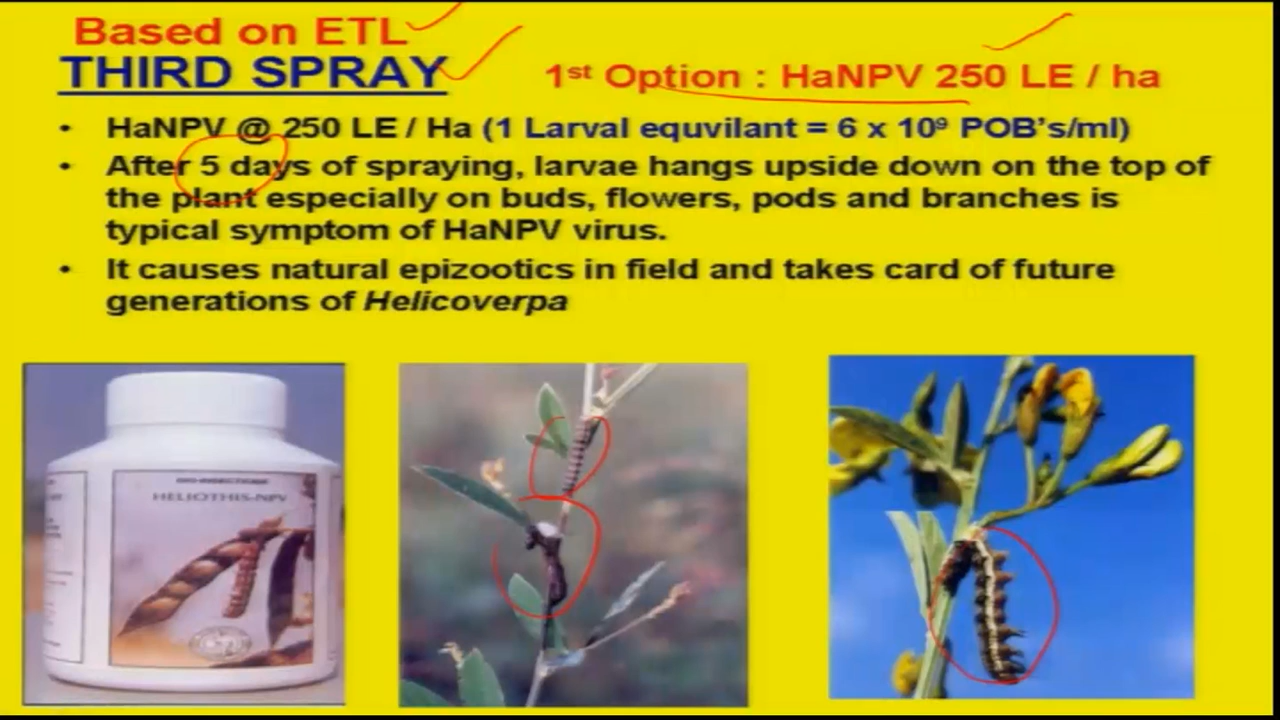 Based on ETL
THIRD SPRAY
1st Option : HaNPV 250 LE / ha
• HaNPV @ 250 LE / Ha (1 Larval equvilant = 6 x 10⁹ POB's/ml)
• After 5 days of spraying, larvae hangs upside down on the top of
the plant especially on buds, flowers, pods and branches is
typical symptom of HaNPV virus.
• It causes natural epizootics in field and takes card of future
generations of Helicoverpa
HELIOTHIS-NPV